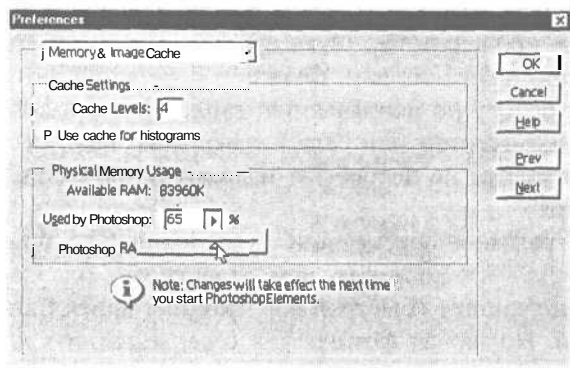 Preferences
Memory & Image Cache
OK
Cache Settings
Cancel
Cache Levels: 4
Help
Use cache for histograms
Prev
Physical Memory Usage
Available RAM: 83960K
Next
Used by Photoshop: 65 %
Photoshop RA
Note: Changes will take effect the next time
you start Photoshop Elements.